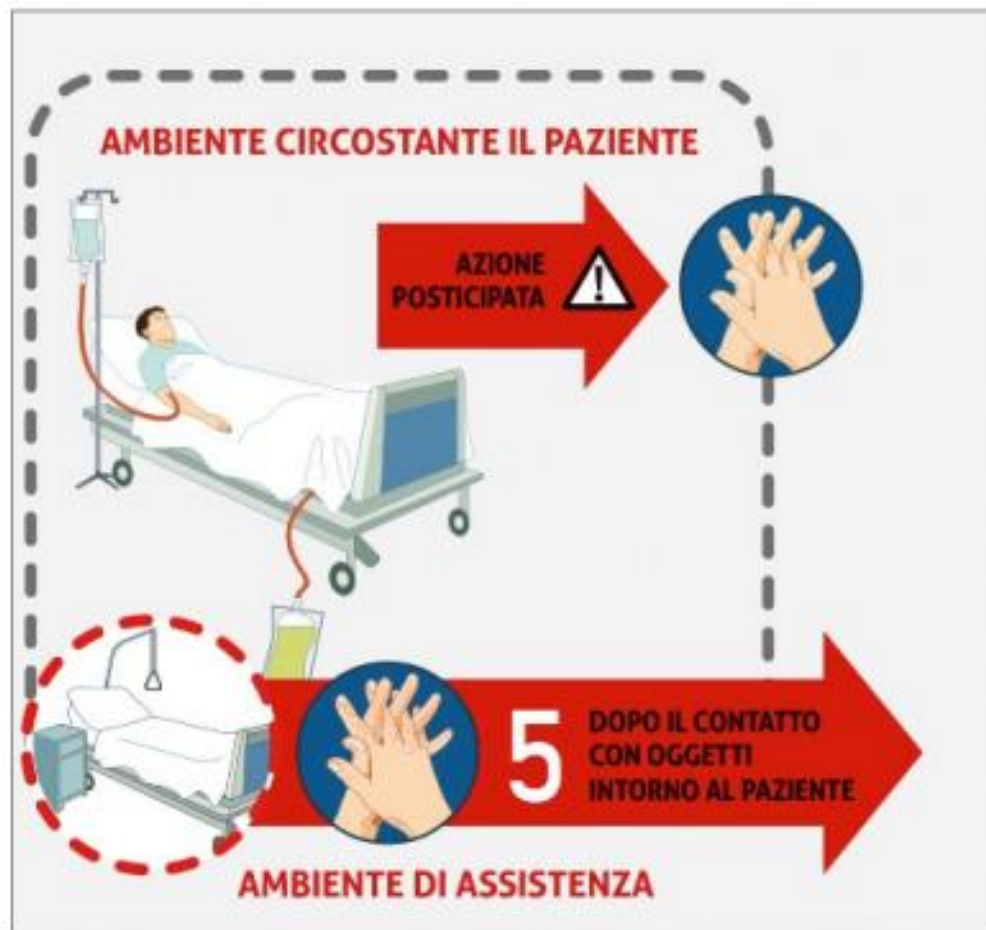 AMBIENTE CIRCOSTANTE IL PAZIENTE
AZIONE
POSTICIPATA
5
DOPO IL CONTATTO
CON OGGETTI
INTORNO AL PAZIENTE
AMBIENTE DI ASSISTENZA